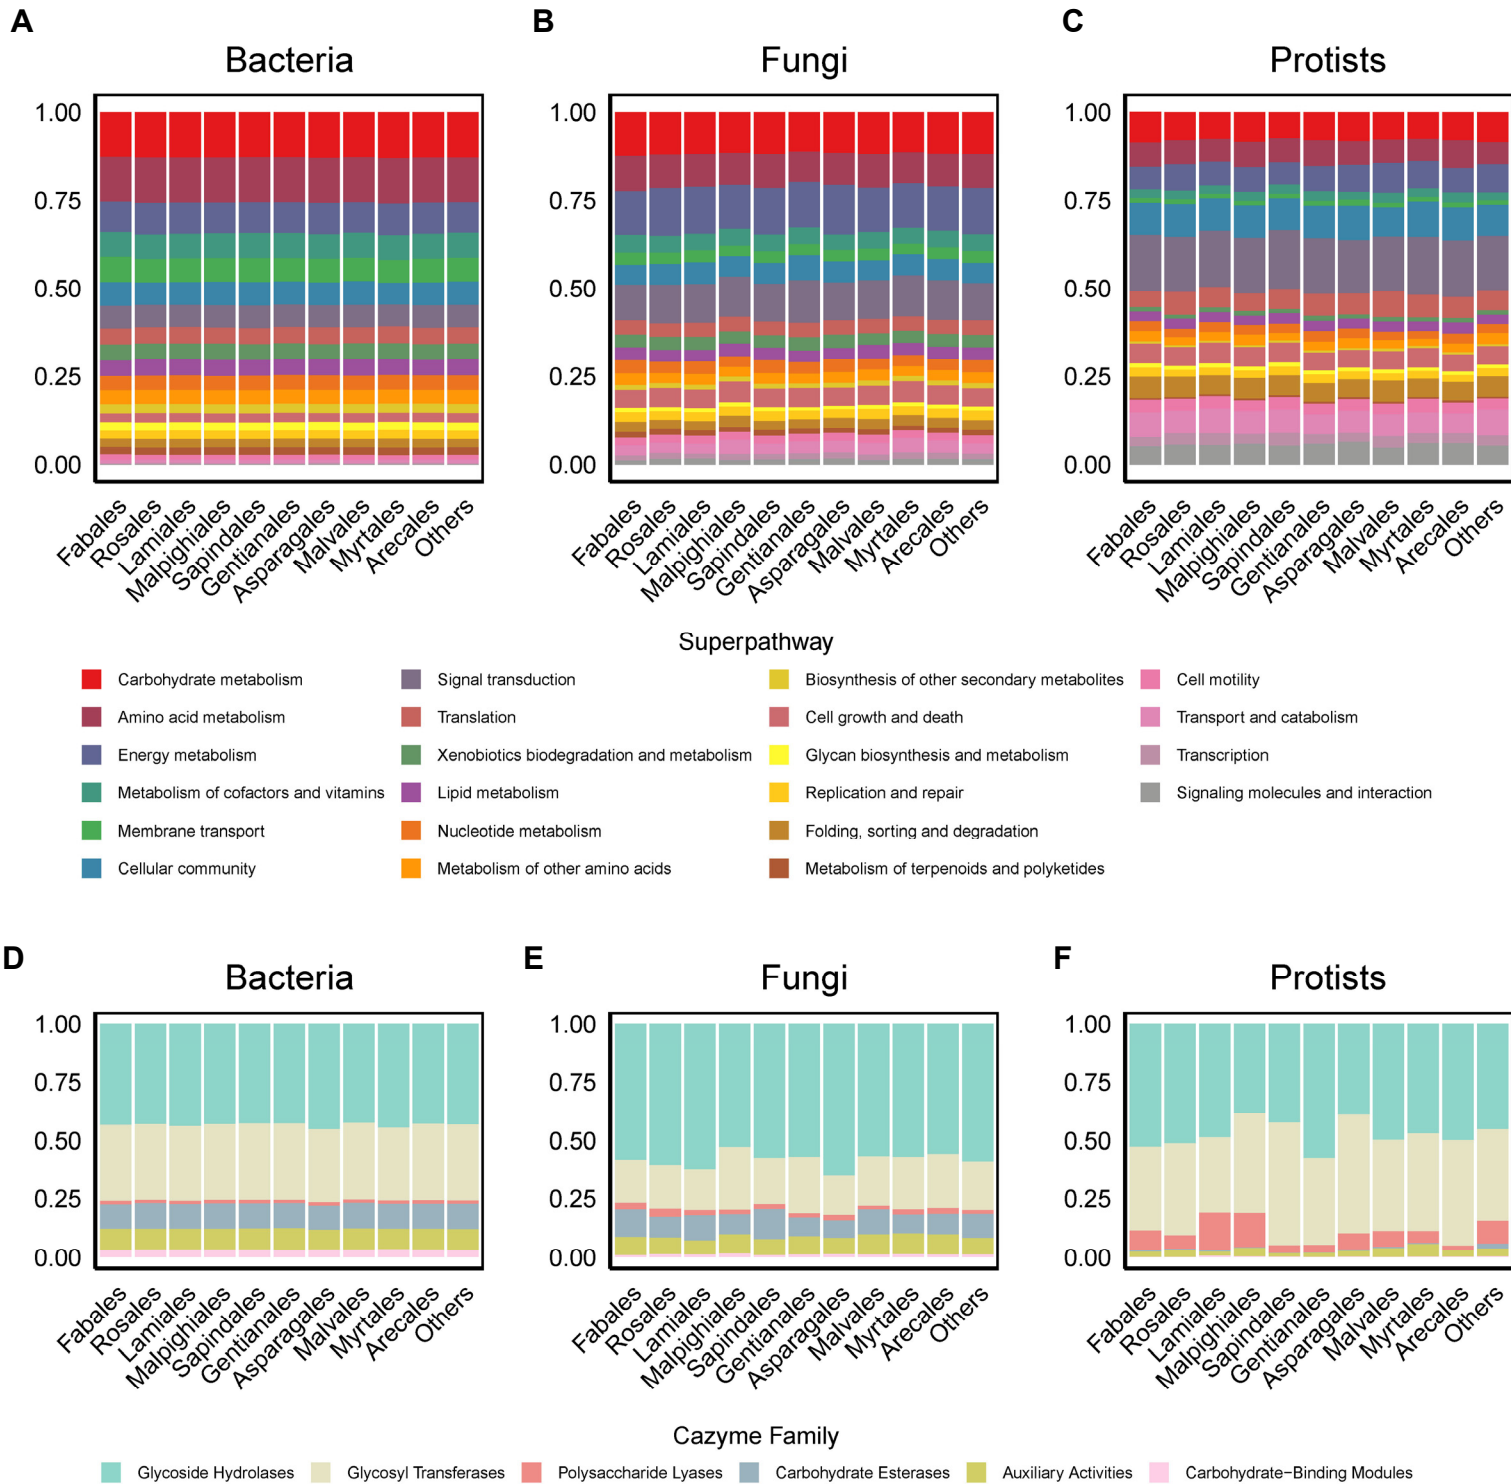 A
B
C
Bacteria
Fungi
Protists
1.00
0.75
0.50
0.25
0.00
1.00
0.75
0.50
0.25
0.00
1.00
0.75
0.50
0.25
0.00
Fabales
Rosales
Lamiales
Malpighiales
Sapindales
Gentianales
Asparagales
Malvales
Myrtales
Arecales
Others
Fabales
Rosales
Lamiales
Malpighiales
Sapindales
Gentianales
Asparagales
Malvales
Myrtales
Arecales
Others
Fabales
Rosales
Lamiales
Malpighiales
Sapindales
Gentianales
Asparagales
Malvales
Myrtales
Arecales
Others
Superpathway
Carbohydrate metabolism
Amino acid metabolism
Energy metabolism
Metabolism of cofactors and vitamins
Membrane transport
Cellular community
Signal transduction
Translation
Xenobiotics biodegradation and metabolism
Lipid metabolism
Nucleotide metabolism
Metabolism of other amino acids
Biosynthesis of other secondary metabolites
Cell growth and death
Glycan biosynthesis and metabolism
Replication and repair
Folding, sorting and degradation
Metabolism of terpenoids and polyketides
Cell motility
Transport and catabolism
Transcription
Signaling molecules and interaction
D
E
F
Bacteria
Fungi
Protists
1.00
0.75
0.50
0.25
0.00
1.00
0.75
0.50
0.25
0.00
1.00
0.75
0.50
0.25
0.00
Fabales
Rosales
Lamiales
Malpighiales
Sapindales
Gentianales
Asparagales
Malvales
Myrtales
Arecales
Others
Fabales
Rosales
Lamiales
Malpighiales
Sapindales
Gentianales
Asparagales
Malvales
Myrtales
Arecales
Others
Fabales
Rosales
Lamiales
Malpighiales
Sapindales
Gentianales
Asparagales
Malvales
Myrtales
Arecales
Others
Cazyme Family
Glycoside Hydrolases
Glycosyl Transferases
Polysaccharide Lyases
Carbohydrate Esterases
Auxiliary Activities
Carbohydrate−Binding Modules